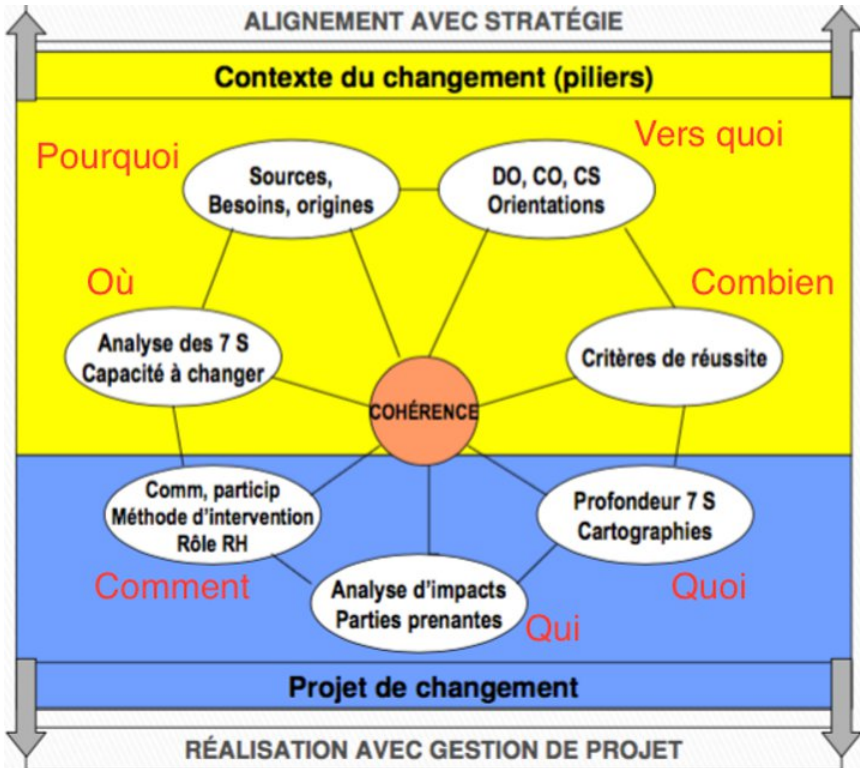 ALIGNEMENT AVEC STRATÉGIE
Contexte du changement (piliers)
Pourquoi
Vers quoi
Sources,
Besoins, origines
DO, CO, CS
Orientations
Où
Combien
Analyse des 7 S
Capacité à changer
Critères de réussite
COHÉRENCE
Comm, particip
Méthode d'intervention
Rôle RH
Profondeur 7 S
Cartographies
Comment
Analyse d'impacts
Parties prenantes
Quoi
Qui
Projet de changement
RÉALISATION AVEC GESTION DE PROJET